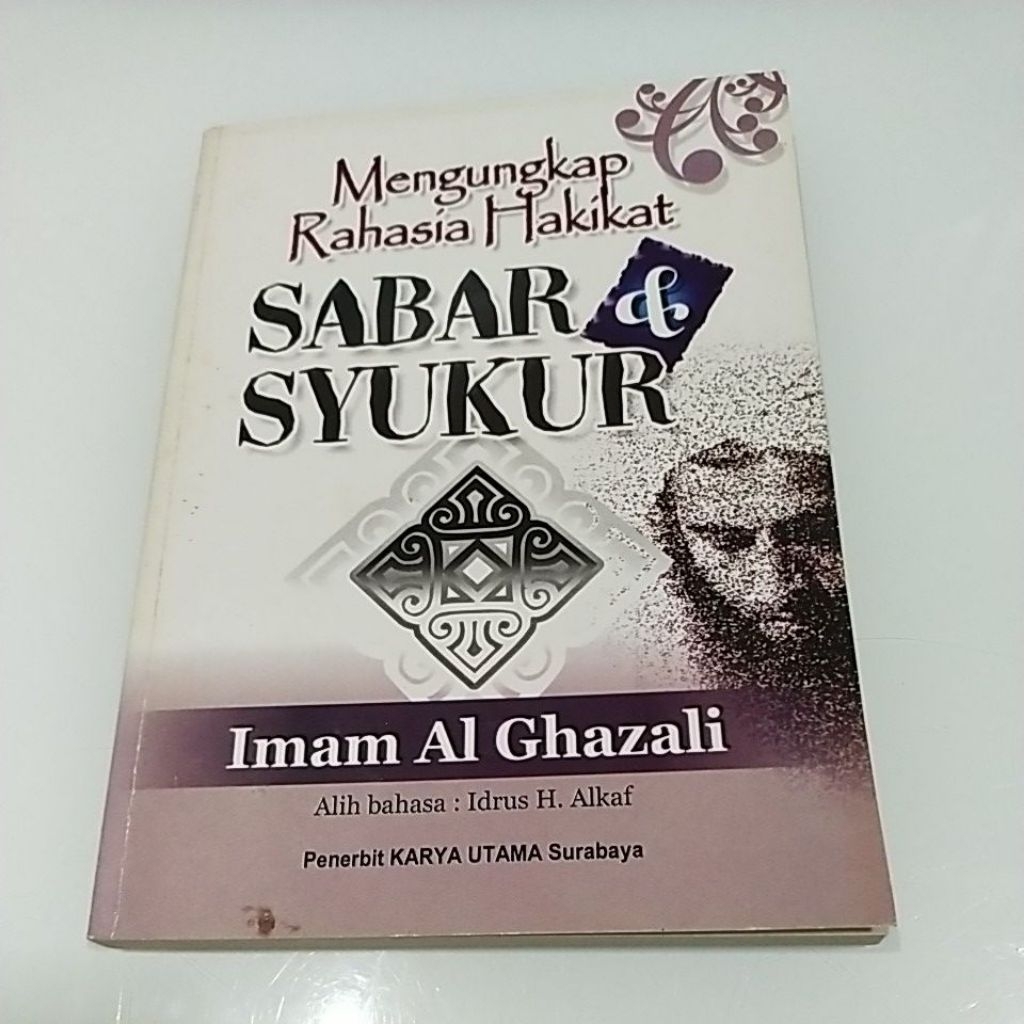 Mengungkap
Rahasia Hakikat
SABAR &
SYUKUR
Imam Al Ghazali
Alih bahasa : Idrus H. Alkaf
Penerbit KARYA UTAMA Surabaya